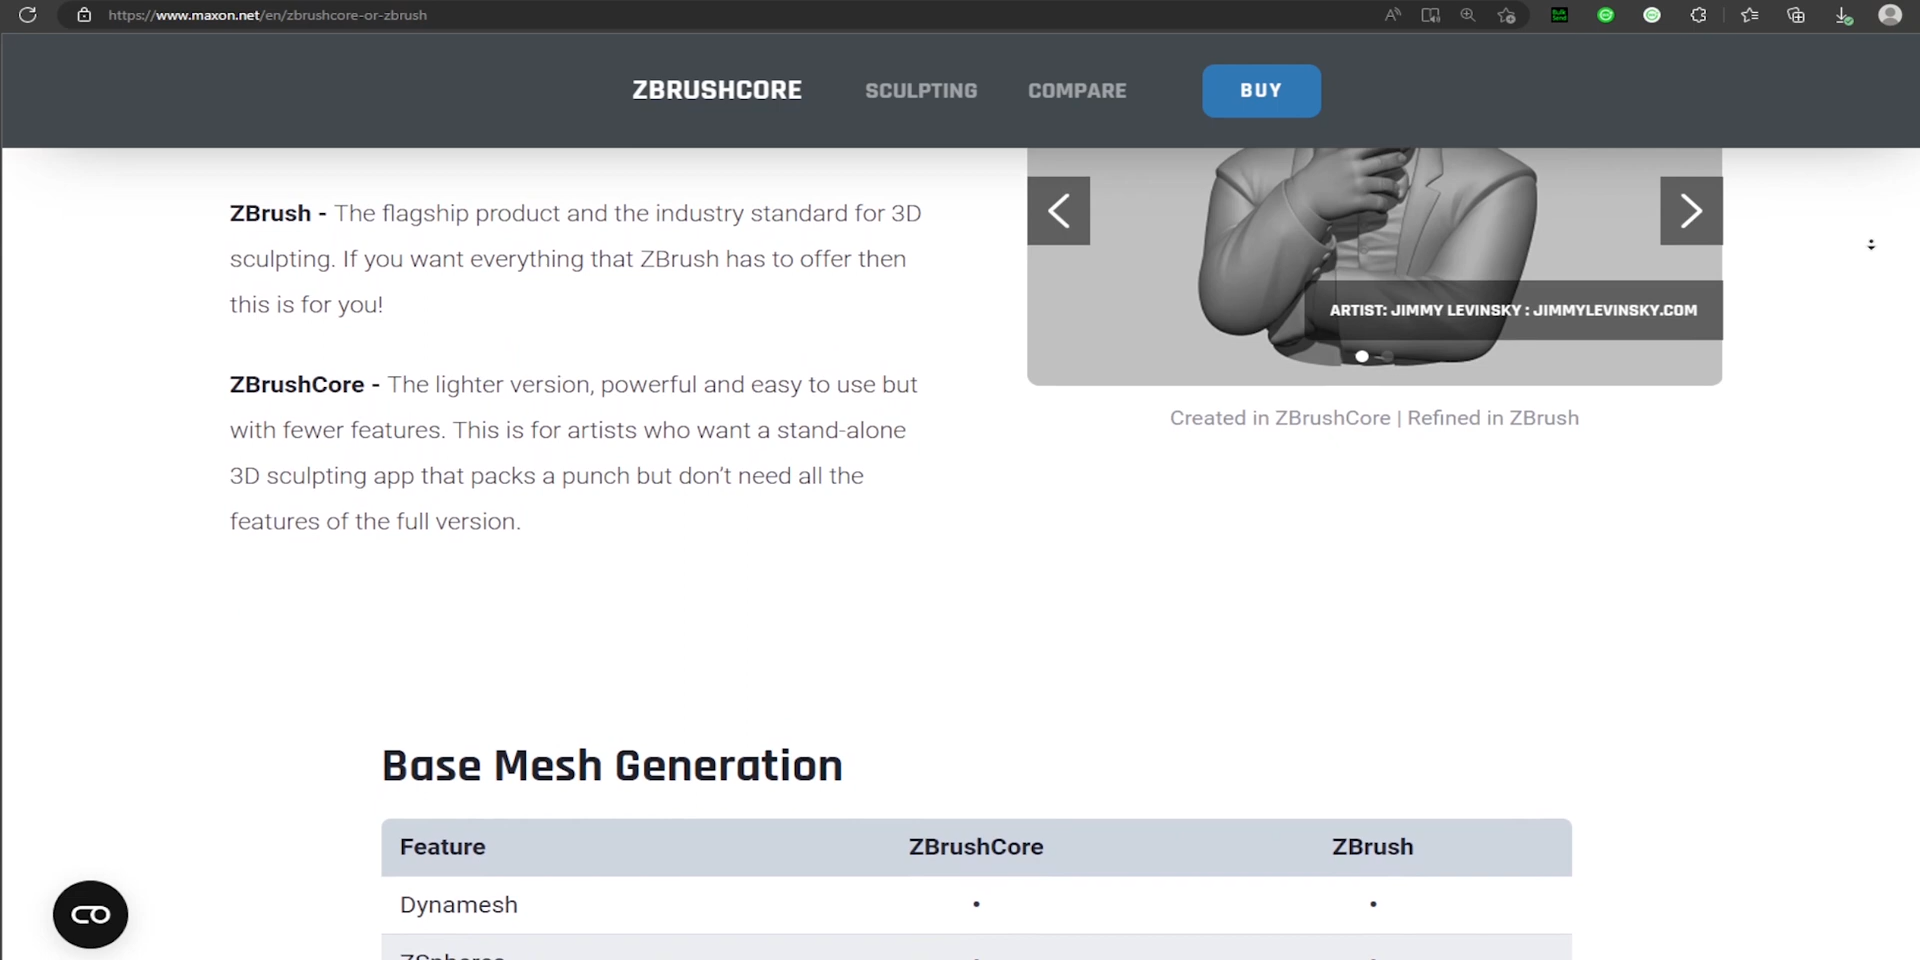 https://www.maxon.net/en/zbrushcore-or-zbrush
ZBRUSHCORE SCULPTING COMPARE BUY
ZBrush - The flagship product and the industry standard for 3D
sculpting. If you want everything that ZBrush has to offer then
this is for you!
ARTIST: JIMMY LEVINSKY : JIMMYLEVINSKY.COM
Created in ZBrushCore | Refined in ZBrush
ZBrushCore - The lighter version, powerful and easy to use but
with fewer features. This is for artists who want a stand-alone
3D sculpting app that packs a punch but don’t need all the
features of the full version.
Base Mesh Generation
Feature ZBrushCore ZBrush
Dynamesh • •